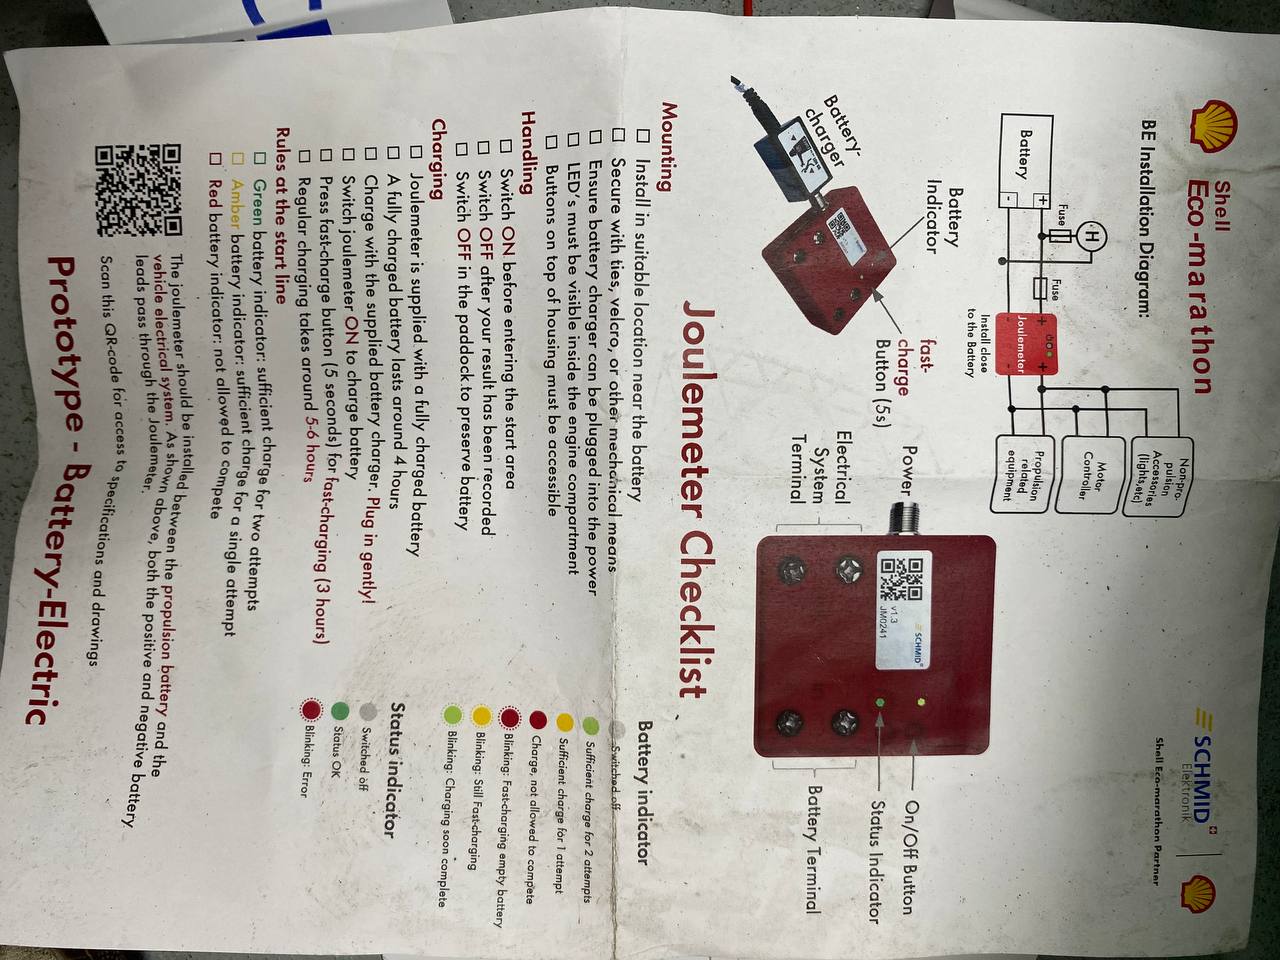 Shell
Eco-marathon
SCHMID
Elektronik
Shell Eco-marathon Partner
BE Installation Diagram:
Battery
+
-
Fuse
H
Fuse
+ +
Joulemeter
- -
Install close
to the Battery
Non-pro-
pulsion
Accessories
(lights,etc)
Motor
Controller
Propulsion
related
equipment
Battery-
charger
Battery
Indicator
fast-
charge
Button (5s)
Power
Electrical
System
Terminal
SCHMID
v1.3
JM0241
On/Off Button
Status Indicator
Battery Terminal
Joulemeter Checklist
Mounting
Install in suitable location near the battery
Secure with ties, velcro, or other mechanical means
Ensure battery charger can be plugged into the power
LED's must be visible inside the engine compartment
Buttons on top of housing must be accessible
Handling
Switch ON before entering the start area
Switch OFF after your result has been recorded
Switch OFF in the paddock to preserve battery
Charging
Joulemeter is supplied with a fully charged battery
A fully charged battery lasts around 4 hours
Charge with the supplied battery charger. Plug in gently!
Switch joulemeter ON to charge battery
Press fast-charge button (5 seconds) for fast-charging (3 hours)
Regular charging takes around 5-6 hours
Rules at the start line
Green battery indicator: sufficient charge for two attempts
Amber battery indicator: sufficient charge for a single attempt
Red battery indicator: not allowed to compete
Battery indicator
Switched off
Sufficient charge for 2 attempts
Sufficient charge for 1 attempt
Charge, not allowed to compete
Blinking: Fast-charging empty battery
Blinking: Still Fast-charging
Blinking: Charging soon complete
Status indicator
Switched off
Status OK
Blinking: Error
The joulemeter should be installed between the propulsion battery and the
vehicle electrical system. As shown above, both the positive and negative battery
leads pass through the Joulemeter.
Scan this QR-code for access to specifications and drawings
Prototype - Battery-Electric